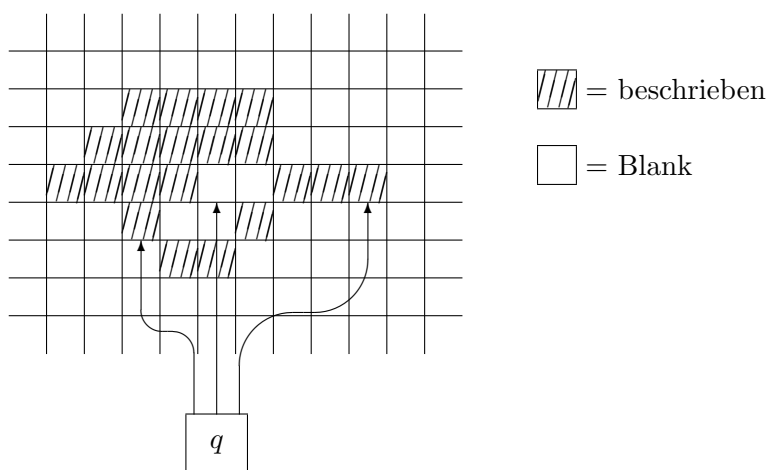 = beschrieben
= Blank
q